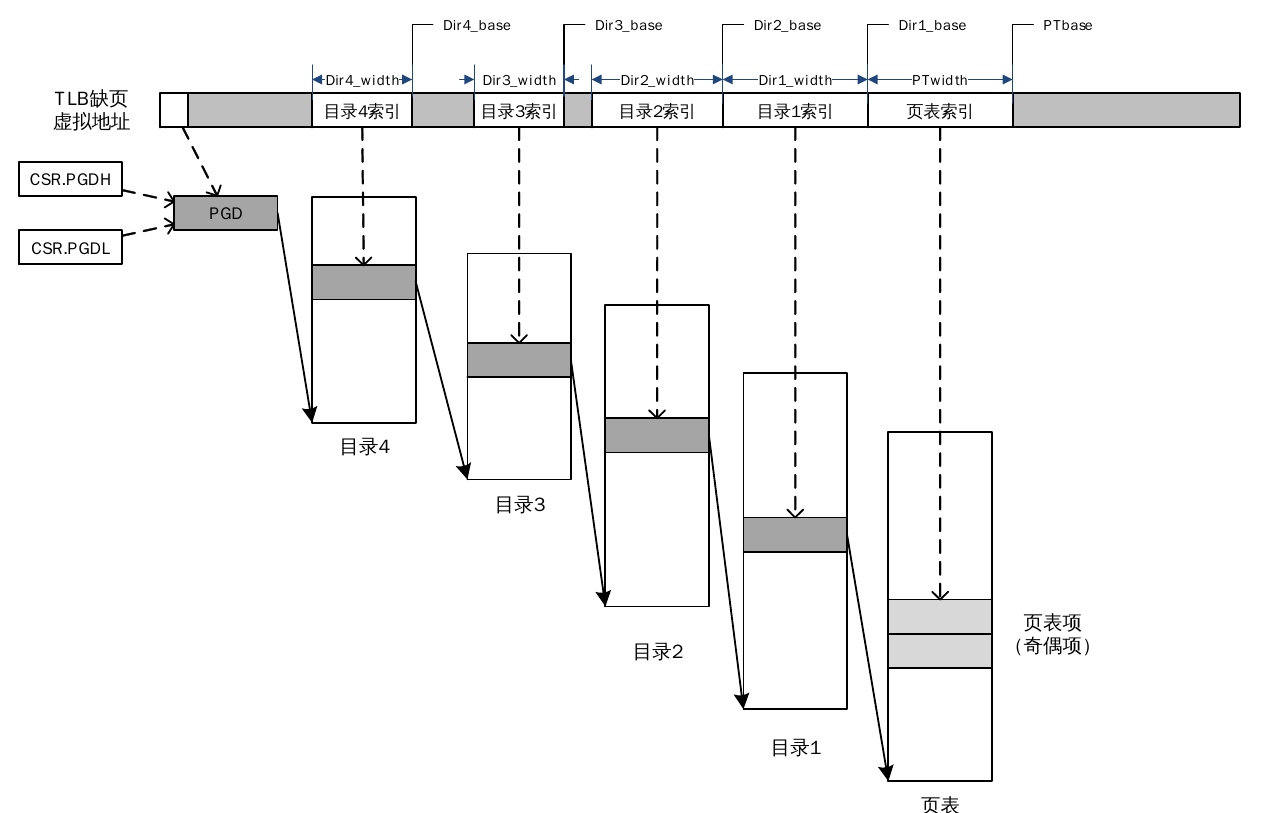 Dir4_base
Dir3_base
Dir2_base
Dir1_base
PTbase
Dir4_width
Dir3_width
Dir2_width
Dir1_width
PTwidth
TLB缺页
虚拟地址
目录4索引
目录3索引
目录2索引
目录1索引
页表索引
CSR.PGDH
PGD
CSR.PGDL
目录4
目录3
目录2
目录1
页表项
（奇偶项）
页表